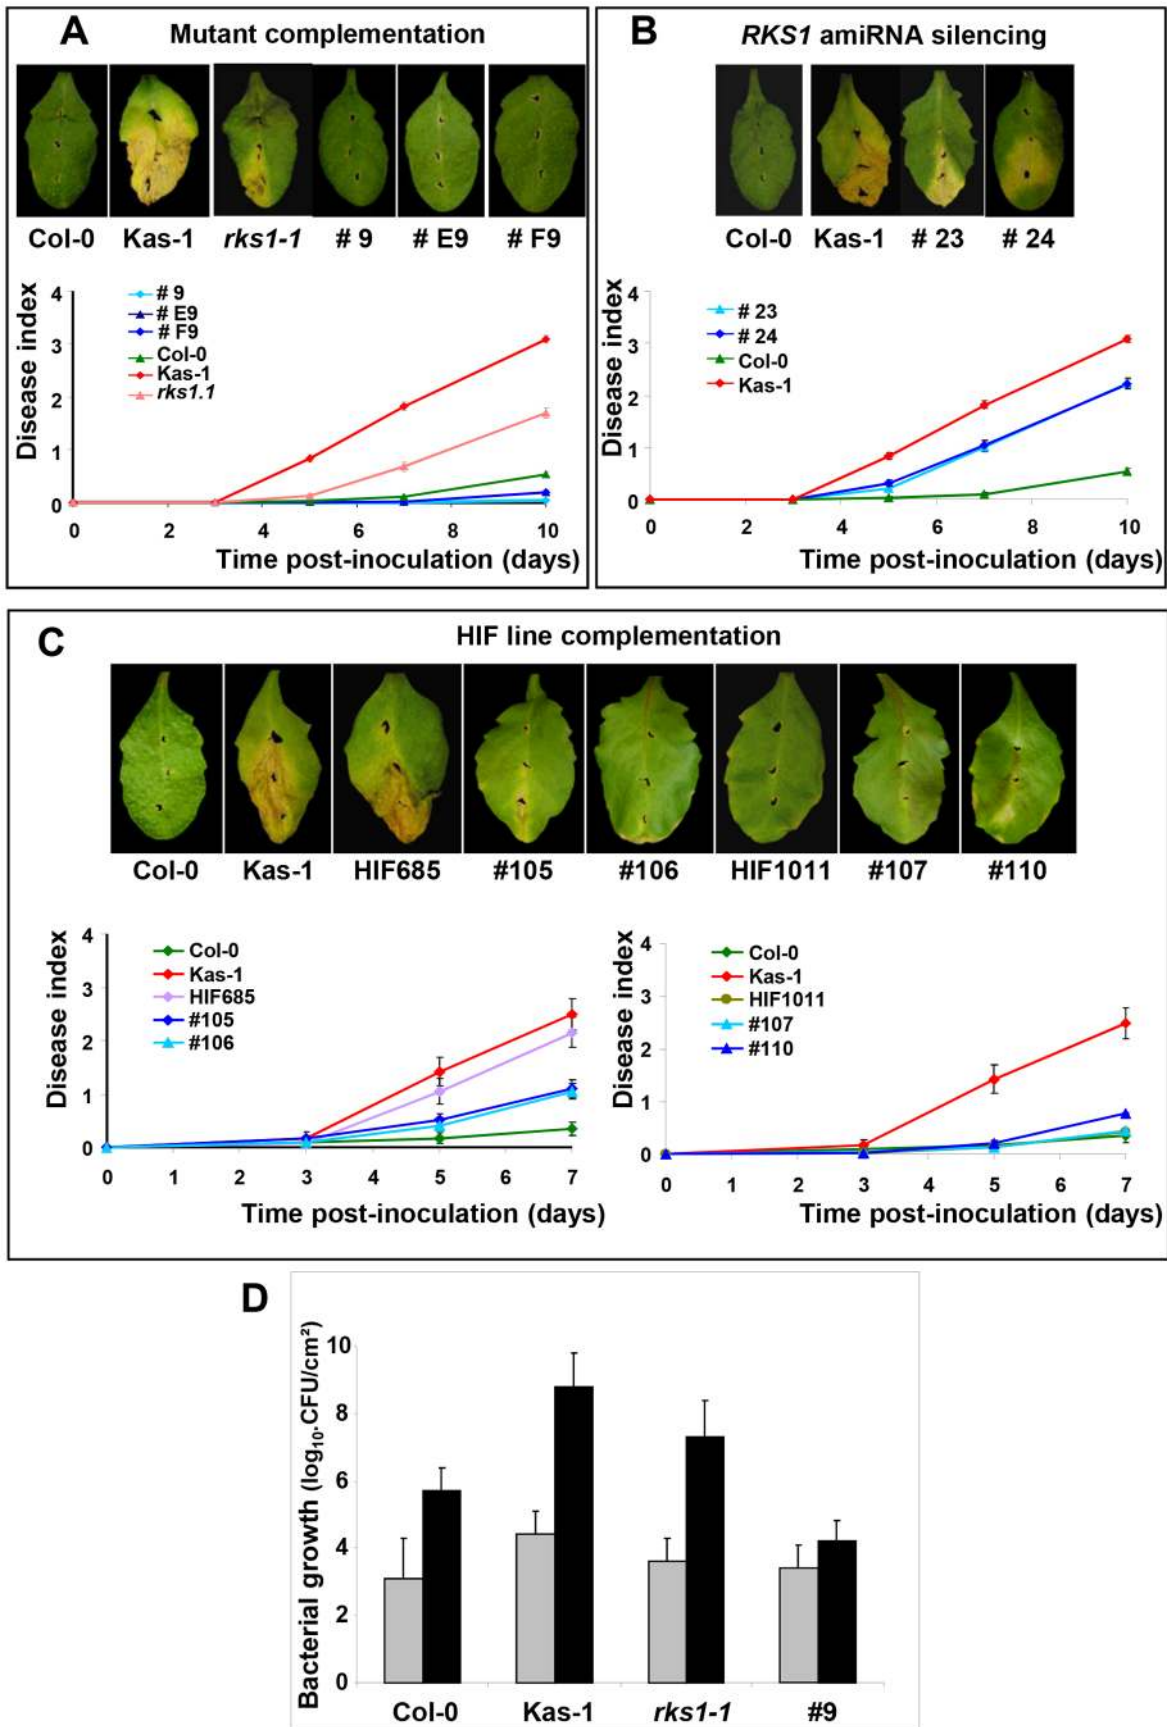 A
Mutant complementation
Col-0 Kas-1 rks1-1 # 9 # E9 # F9
Disease index
4
3
2
1
0
# 9
# E9
# F9
Col-0
Kas-1
rks1.1
0 2 4 6 8 10
Time post-inoculation (days)
B
RKS1 amiRNA silencing
Col-0 Kas-1 # 23 # 24
Disease index
4
3
2
1
0
# 23
# 24
Col-0
Kas-1
0 2 4 6 8 10
Time post-inoculation (days)
C
HIF line complementation
Col-0 Kas-1 HIF685 #105 #106 HIF1011 #107 #110
Disease index
4
3
2
1
0
Col-0
Kas-1
HIF685
#105
#106
0 1 2 3 4 5 5 7
Time post-inoculation (days)
Disease index
4
3
2
1
0
Col-0
Kas-1
HIF1011
#107
#110
0 1 2 3 4 5 6 7
Time post-inoculation (days)
D
Bacterial growth (log₁₀.CFU/cm²)
10
8
6
4
2
0
Col-0 Kas-1 rks1-1 #9